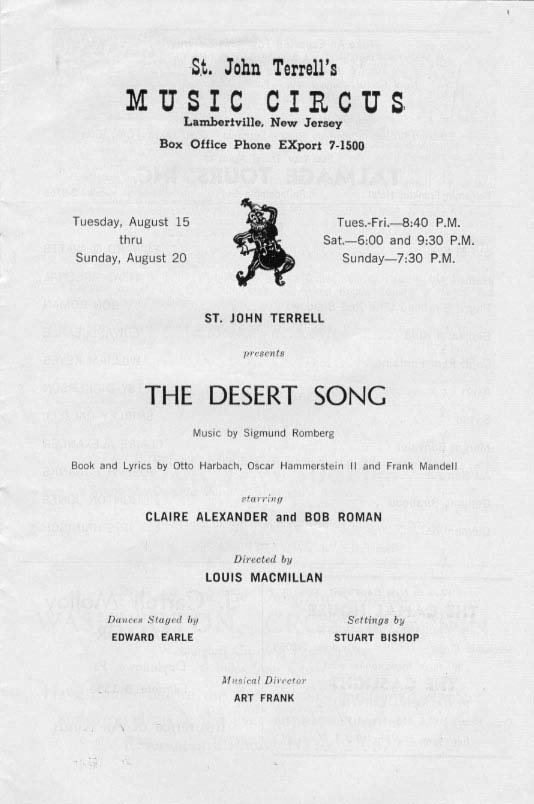 St. John Terrell's
MUSIC CIRCUS
Lambertville, New Jersey
Box Office Phone EXport 7-1500
Tuesday, August 15
thru
Sunday, August 20
Tues.-Fri.—8:40 P.M.
Sat.—6:00 and 9:30 P.M.
Sunday—7:30 P.M.
ST. JOHN TERRELL
presents
THE DESERT SONG
Music by Sigmund Romberg
Book and Lyrics by Otto Harbach, Oscar Hammerstein II and Frank Mandell
starring
CLAIRE ALEXANDER and BOB ROMAN
Directed by
LOUIS MACMILLAN
Dances Staged by
EDWARD EARLE
Settings by
STUART BISHOP
Musical Director
ART FRANK